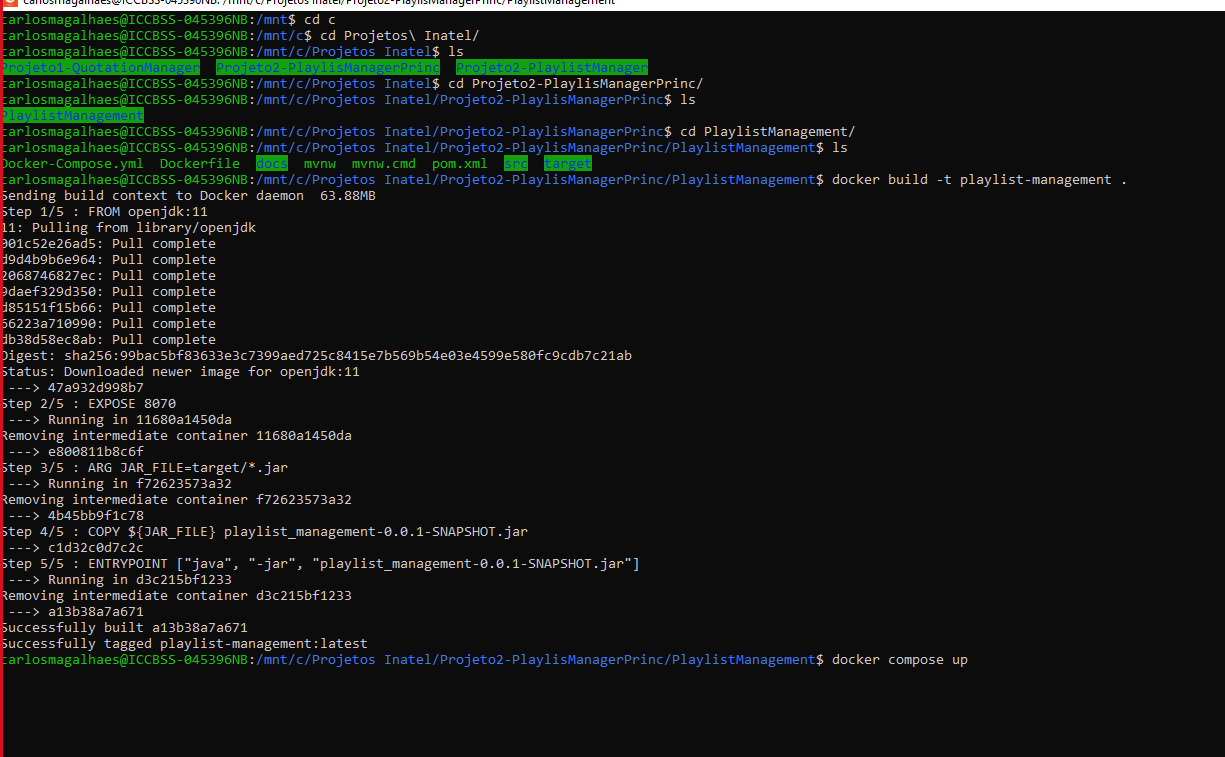 carlosmagalhaes@ICCBSS-045396NB: /mnt/c/Projetos Inatel/Projeto2-PlaylisManagerPrinc/PlaylistManagement
carlosmagalhaes@ICCBSS-045396NB:/mnt$ cd c
carlosmagalhaes@ICCBSS-045396NB:/mnt/c$ cd Projetos\ Inatel/
carlosmagalhaes@ICCBSS-045396NB:/mnt/c/Projetos Inatel$ ls
Projeto1-QuotationManager  Projeto2-PlaylisManagerPrinc  Projeto2-PlaylistManager
carlosmagalhaes@ICCBSS-045396NB:/mnt/c/Projetos Inatel$ cd Projeto2-PlaylisManagerPrinc/
carlosmagalhaes@ICCBSS-045396NB:/mnt/c/Projetos Inatel/Projeto2-PlaylisManagerPrinc$ ls
PlaylistManagement
carlosmagalhaes@ICCBSS-045396NB:/mnt/c/Projetos Inatel/Projeto2-PlaylisManagerPrinc$ cd PlaylistManagement/
carlosmagalhaes@ICCBSS-045396NB:/mnt/c/Projetos Inatel/Projeto2-PlaylisManagerPrinc/PlaylistManagement$ ls
Docker-Compose.yml  Dockerfile  docs  mvnw  mvnw.cmd  pom.xml  src  target
carlosmagalhaes@ICCBSS-045396NB:/mnt/c/Projetos Inatel/Projeto2-PlaylisManagerPrinc/PlaylistManagement$ docker build -t playlist-management .
Sending build context to Docker daemon  63.88MB
Step 1/5 : FROM openjdk:11
11: Pulling from library/openjdk
001c52e26ad5: Pull complete
d9d4b9b6e964: Pull complete
2068746827ec: Pull complete
9daef329d350: Pull complete
d85151f15b66: Pull complete
66223a710990: Pull complete
db38d58ec8ab: Pull complete
Digest: sha256:99bac5bf83633e3c7399aed725c8415e7b569b54e03e4599e580fc9cdb7c21ab
Status: Downloaded newer image for openjdk:11
 ---> 47a932d998b7
Step 2/5 : EXPOSE 8070
 ---> Running in 11680a1450da
Removing intermediate container 11680a1450da
 ---> e800811b8c6f
Step 3/5 : ARG JAR_FILE=target/*.jar
 ---> Running in f72623573a32
Removing intermediate container f72623573a32
 ---> 4b45bb9f1c78
Step 4/5 : COPY ${JAR_FILE} playlist_management-0.0.1-SNAPSHOT.jar
 ---> c1d32c0d7c2c
Step 5/5 : ENTRYPOINT ["java", "-jar", "playlist_management-0.0.1-SNAPSHOT.jar"]
 ---> Running in d3c215bf1233
Removing intermediate container d3c215bf1233
 ---> a13b38a7a671
Successfully built a13b38a7a671
Successfully tagged playlist-management:latest
carlosmagalhaes@ICCBSS-045396NB:/mnt/c/Projetos Inatel/Projeto2-PlaylisManagerPrinc/PlaylistManagement$ docker compose up